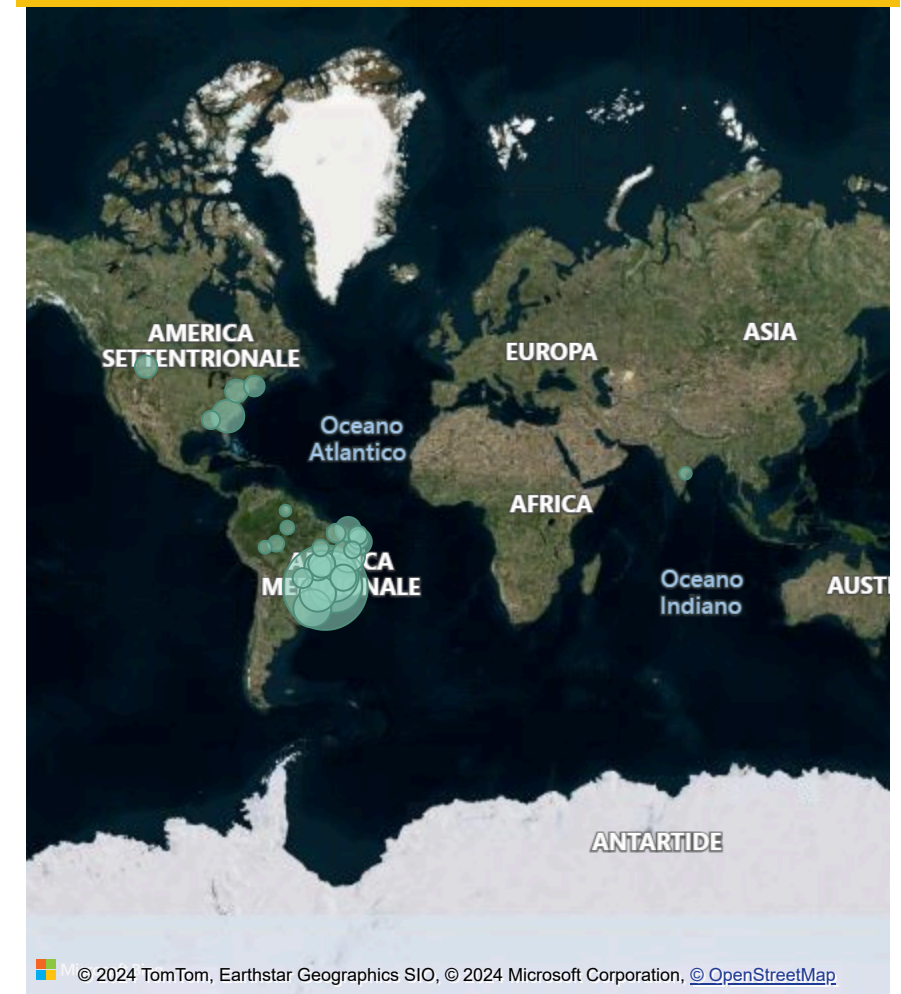 AMERICA
SETTENTRIONALE
ASIA
EUROPA
Oceano
Atlantico
AFRICA
Oceano
Indiano
ANTARTIDE
© 2024 TomTom, Earthstar Geographics SIO, © 2024 Microsoft Corporation, © OpenStreetMap